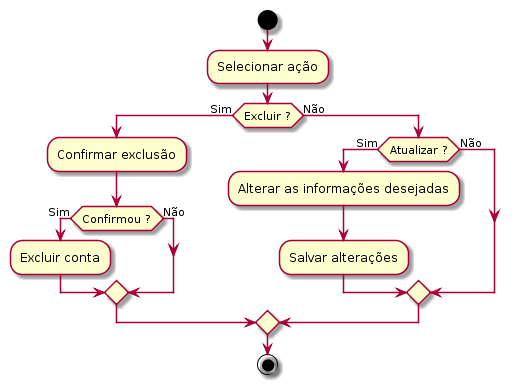 Selecionar ação
Sim
Excluir ?
Não
Confirmar exclusão
Sim
Atualizar ?
Não
Alterar as informações desejadas
Sim
Confirmou ?
Não
Excluir conta
Salvar alterações